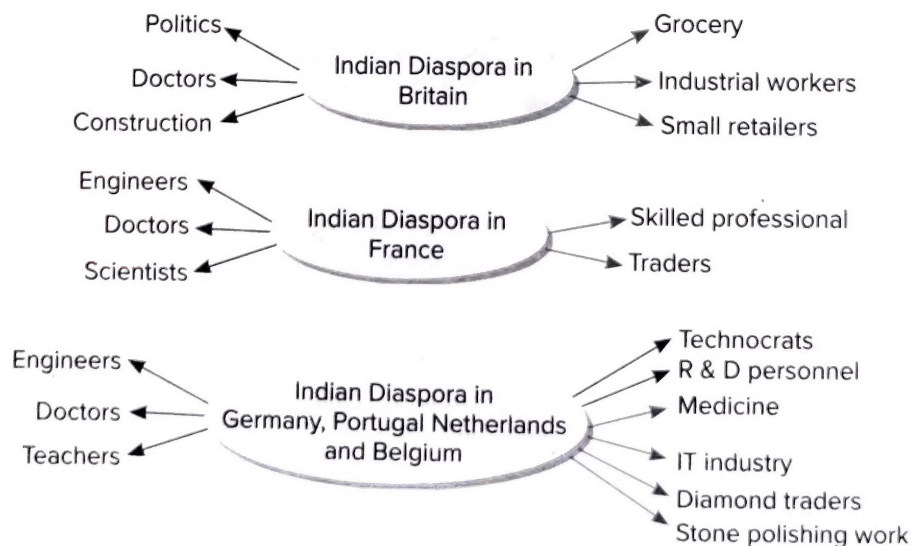 Politics
Doctors
Construction
Indian Diaspora in
Britain
Grocery
Industrial workers
Small retailers
Engineers
Doctors
Scientists
Indian Diaspora in
France
Skilled professional
Traders
Engineers
Doctors
Teachers
Indian Diaspora in
Germany, Portugal Netherlands
and Belgium
Technocrats
R & D personnel
Medicine
IT industry
Diamond traders
Stone polishing work